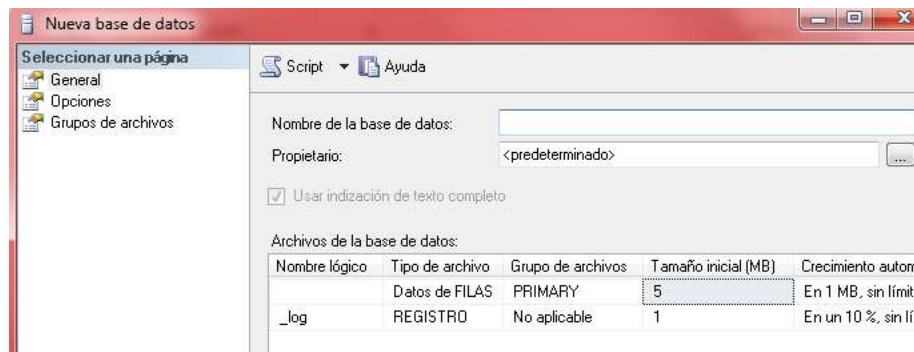 Nueva base de datos
Seleccionar una página
General
Opciones
Grupos de archivos
Script Ayuda
Nombre de la base de datos:
Propietario: <predeterminado> ...
Usar indización de texto completo
Archivos de la base de datos:
Nombre lógico Tipo de archivo Grupo de archivos Tamaño inicial (MB) Crecimiento autom
Datos de FILAS PRIMARY 5 En 1 MB, sin límit
_log REGISTRO No aplicable 1 En un 10 %, sin lí